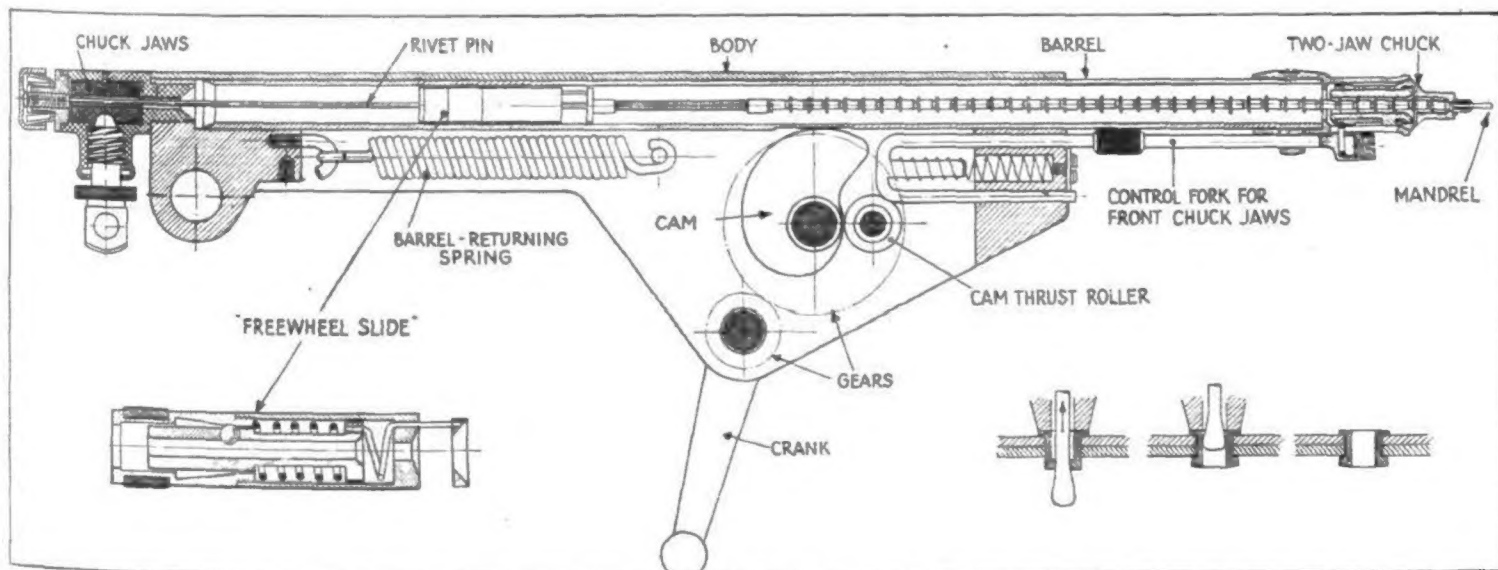 CHUCK JAWS
RIVET PIN
BODY
BARREL
TWO-JAW CHUCK
CAM
BARREL-RETURNING
SPRING
CONTROL FORK FOR
FRONT CHUCK JAWS
MANDREL
CAM THRUST ROLLER
"FREEWHEEL SLIDE"
GEARS
CRANK